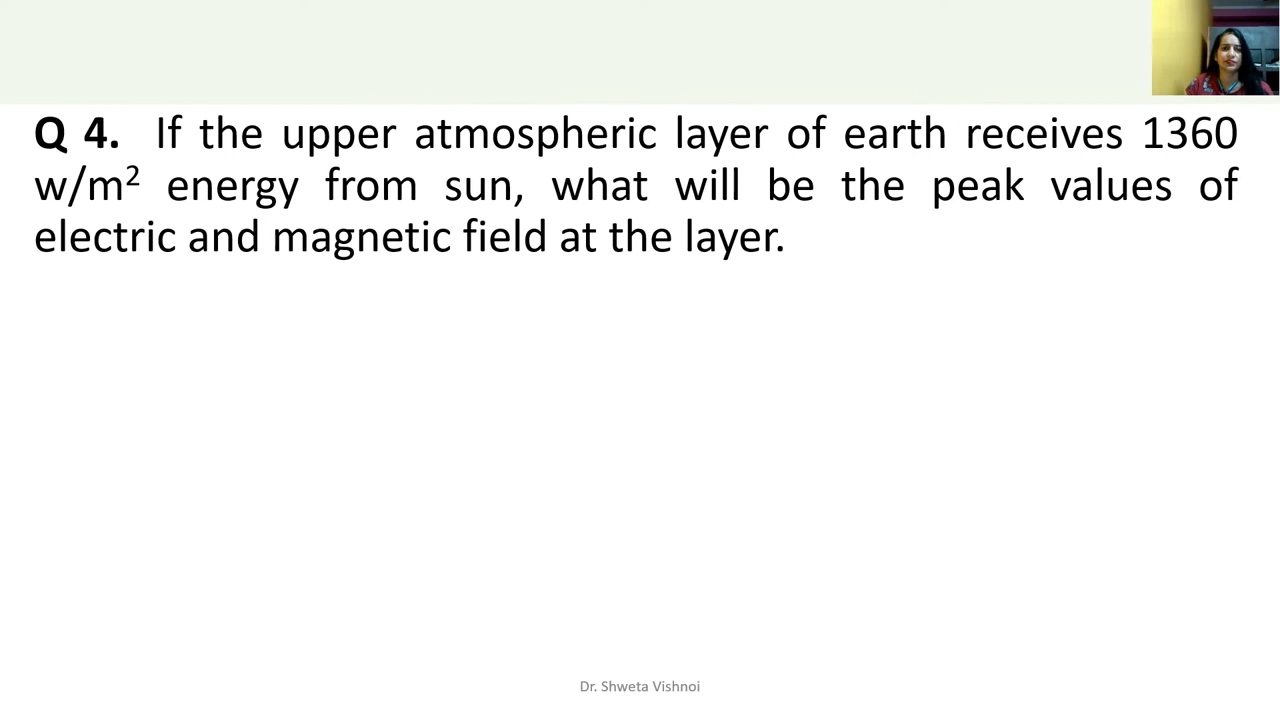 Q 4. If the upper atmospheric layer of earth receives 1360
w/m² energy from sun, what will be the peak values of
electric and magnetic field at the layer.
Dr. Shweta Vishnoi